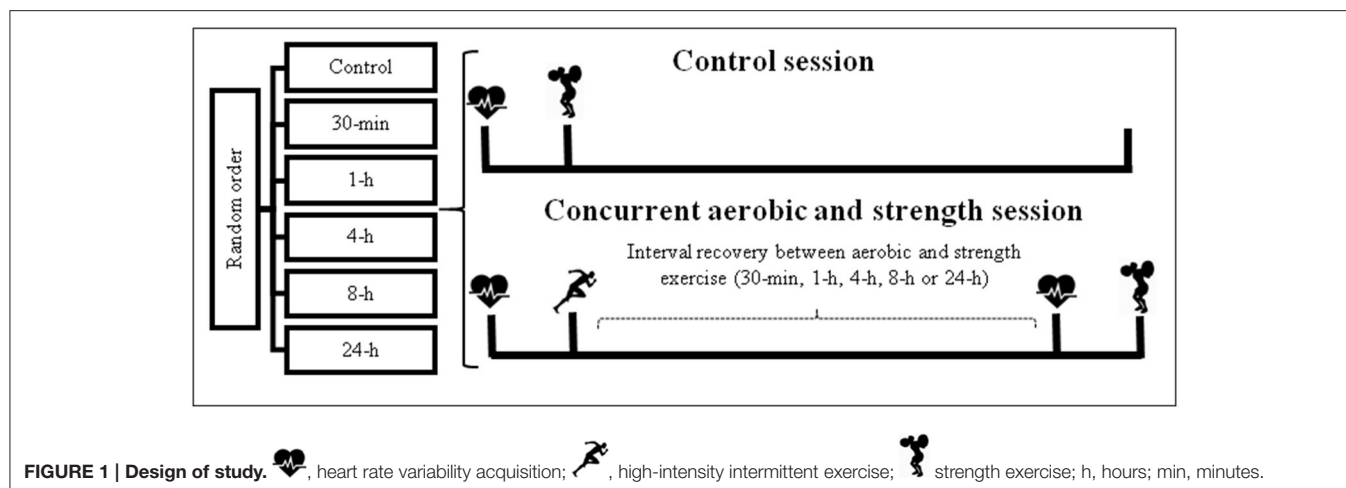 Random order
Control
30-min
1-h
4-h
8-h
24-h
Control session
Concurrent aerobic and strength session
Interval recovery between aerobic and strength
exercise (30-min, 1-h, 4-h, 8-h or 24-h)
FIGURE 1 | Design of study. , heart rate variability acquisition; , high-intensity intermittent exercise; strength exercise; h, hours; min, minutes.